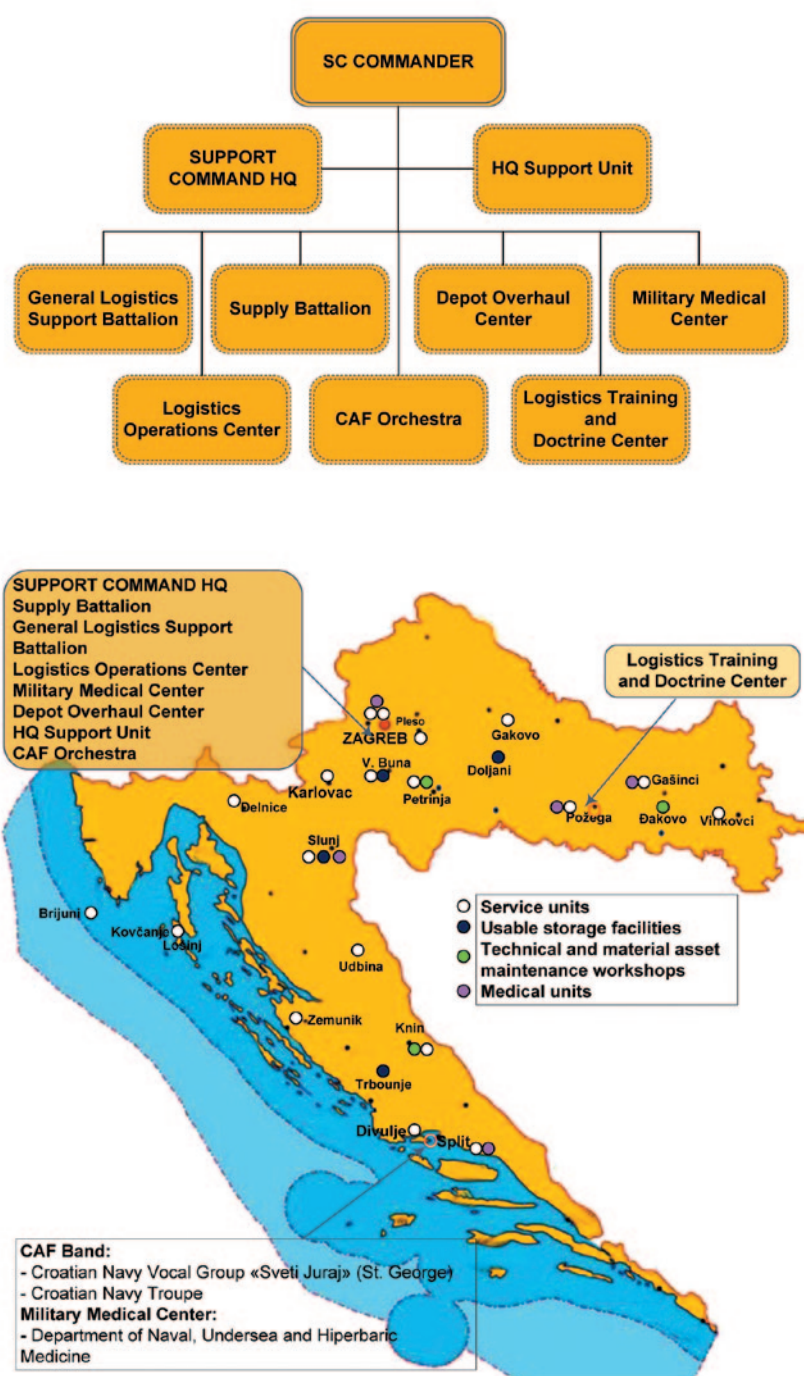 SC COMMANDER
SUPPORT
COMMAND HQ
HQ Support Unit
General Logistics
Support Battalion
Supply Battalion
Depot Overhaul
Center
Military Medical
Center
Logistics
Operations Center
CAF Orchestra
Logistics Training
and
Doctrine Center
SUPPORT COMMAND HQ
Supply Battalion
General Logistics Support
Battalion
Logistics Operations Center
Military Medical Center
Depot Overhaul Center
HQ Support Unit
CAF Orchestra
Logistics Training
and Doctrine Center
Pleso
ZAGREB
Gakovo
V. Buna
Doljani
Karlovac
Petrinja
Gašinci
Delnice
Požega
Đakovo
Vinkovci
Slunj
Brijuni
Kovčanje
Lošinj
Udbina
Service units
Usable storage facilities
Technical and material asset
maintenance workshops
Medical units
Zemunik
Knin
Trbounje
Divulje
Split
CAF Band:
- Croatian Navy Vocal Group «Sveti Juraj» (St. George)
- Croatian Navy Troupe
Military Medical Center:
- Department of Naval, Undersea and Hiperbaric
Medicine